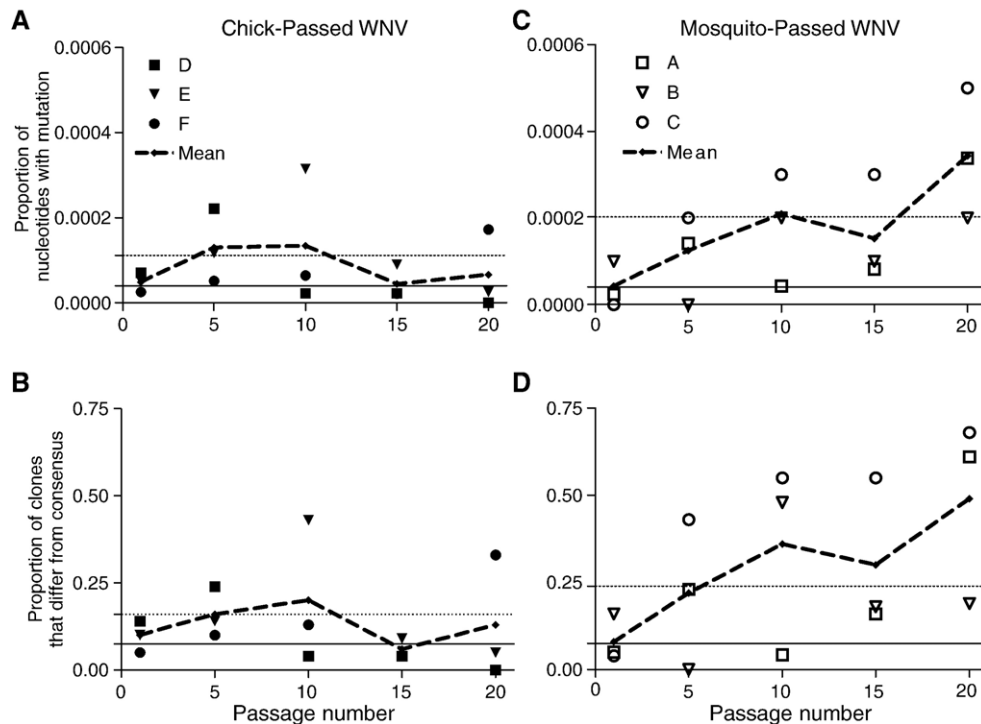 A
Chick-Passed WNV
Proportion of
nucleotides with mutation
0.0006
0.0004
0.0002
0.0000
D
E
F
Mean
0
5
10
15
20
C
Mosquito-Passed WNV
0.0006
0.0004
0.0002
0.0000
A
B
C
Mean
0
5
10
15
20
B
Proportion of clones
that differ from consensus
0.75
0.50
0.25
0.00
0
5
10
15
20
Passage number
D
0.75
0.50
0.25
0.00
0
5
10
15
20
Passage number